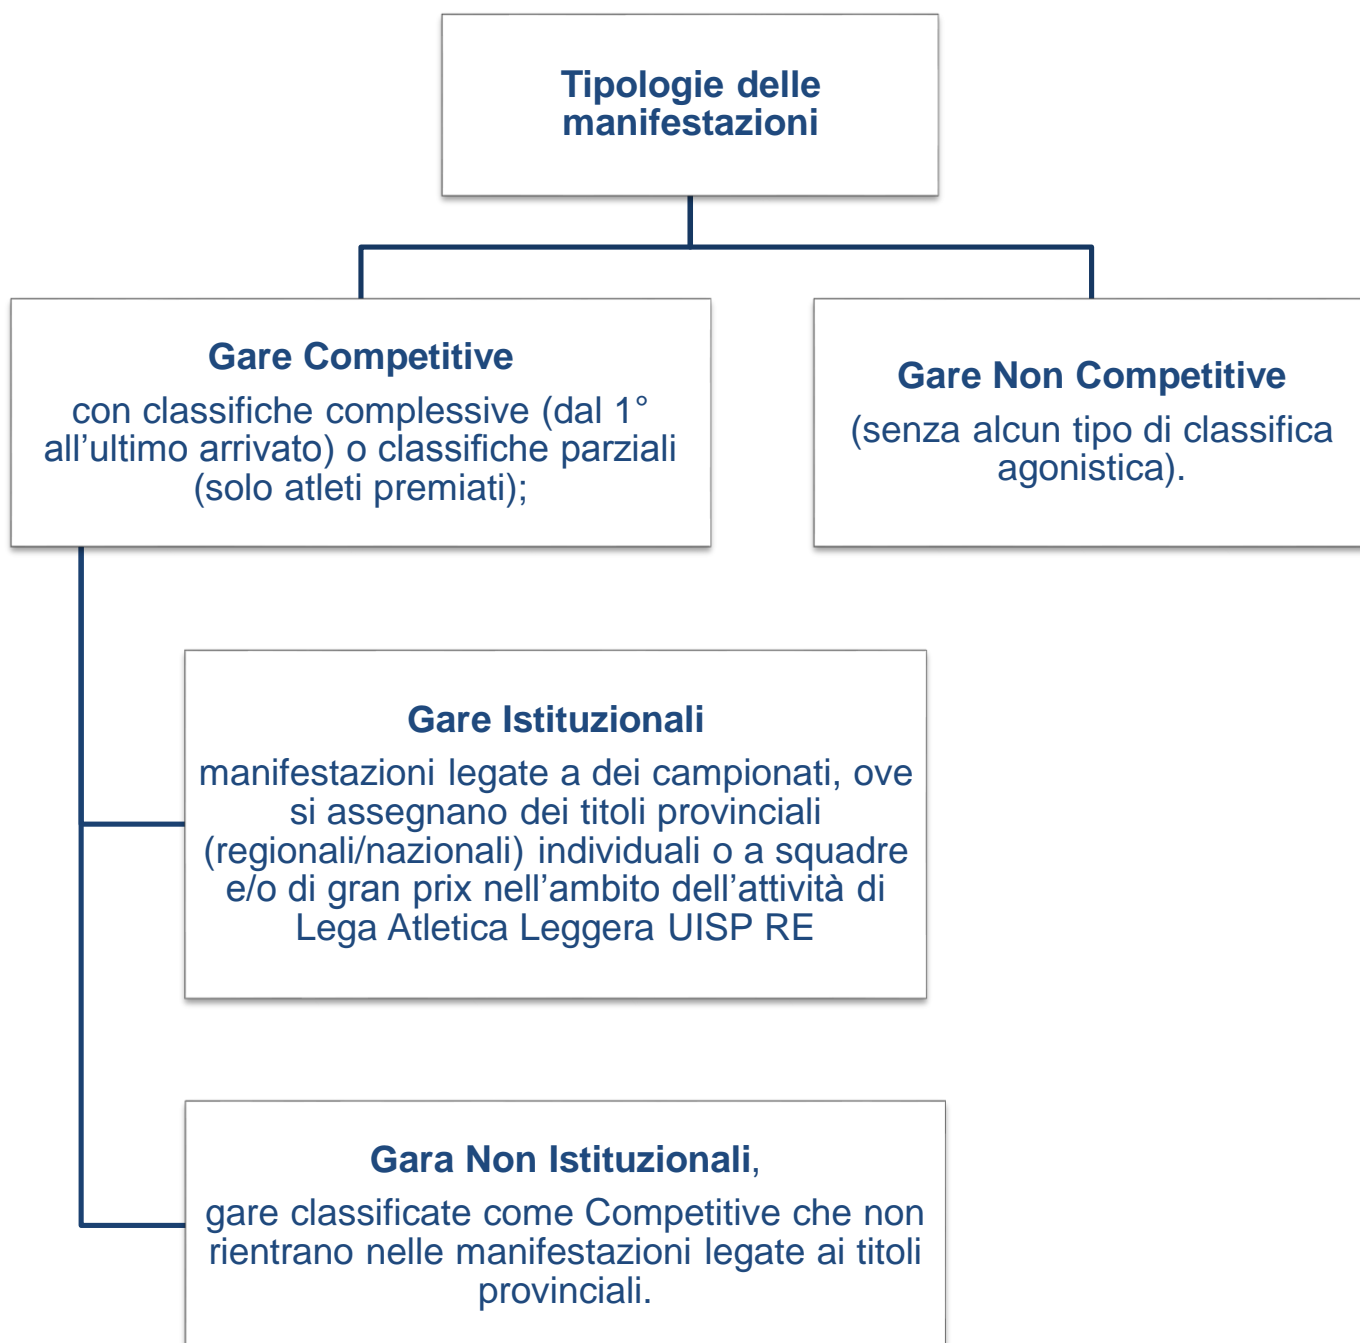 Tipologie delle
manifestazioni
Gare Competitive
con classifiche complessive (dal 1°
all’ultimo arrivato) o classifiche parziali
(solo atleti premiati);
Gare Non Competitive
(senza alcun tipo di classifica
agonistica).
Gare Istituzionali
manifestazioni legate a dei campionati, ove
si assegnano dei titoli provinciali
(regionali/nazionali) individuali o a squadre
e/o di gran prix nell’ambito dell’attività di
Lega Atletica Leggera UISP RE
Gara Non Istituzionali,
gare classificate come Competitive che non
rientrano nelle manifestazioni legate ai titoli
provinciali.